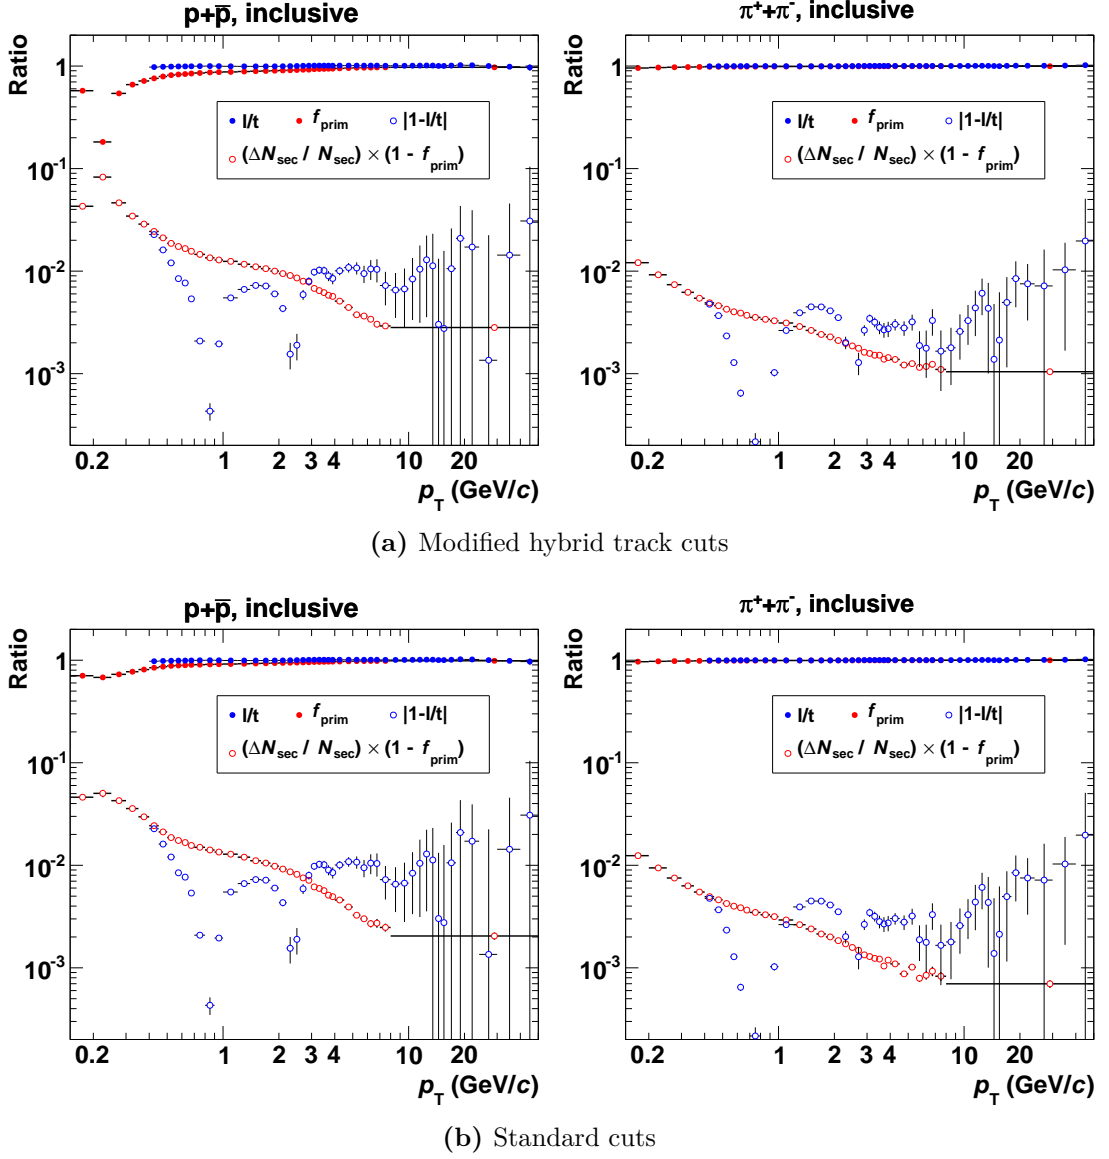 p+p̅, inclusive
π⁺+π⁻, inclusive
Ratio
1
10⁻¹
10⁻²
10⁻³
I/t
f_prim
|1-I/t|
(ΔN_sec / N_sec) × (1 - f_prim)
0.2 1 2 3 4 10 20
p_T (GeV/c)
Ratio
1
10⁻¹
10⁻²
10⁻³
I/t
f_prim
|1-I/t|
(ΔN_sec / N_sec) × (1 - f_prim)
0.2 1 2 3 4 10 20
p_T (GeV/c)
(a) Modified hybrid track cuts
p+p̅, inclusive
π⁺+π⁻, inclusive
Ratio
1
10⁻¹
10⁻²
10⁻³
I/t
f_prim
|1-I/t|
(ΔN_sec / N_sec) × (1 - f_prim)
0.2 1 2 3 4 10 20
p_T (GeV/c)
Ratio
1
10⁻¹
10⁻²
10⁻³
I/t
f_prim
|1-I/t|
(ΔN_sec / N_sec) × (1 - f_prim)
0.2 1 2 3 4 10 20
p_T (GeV/c)
(b) Standard cuts